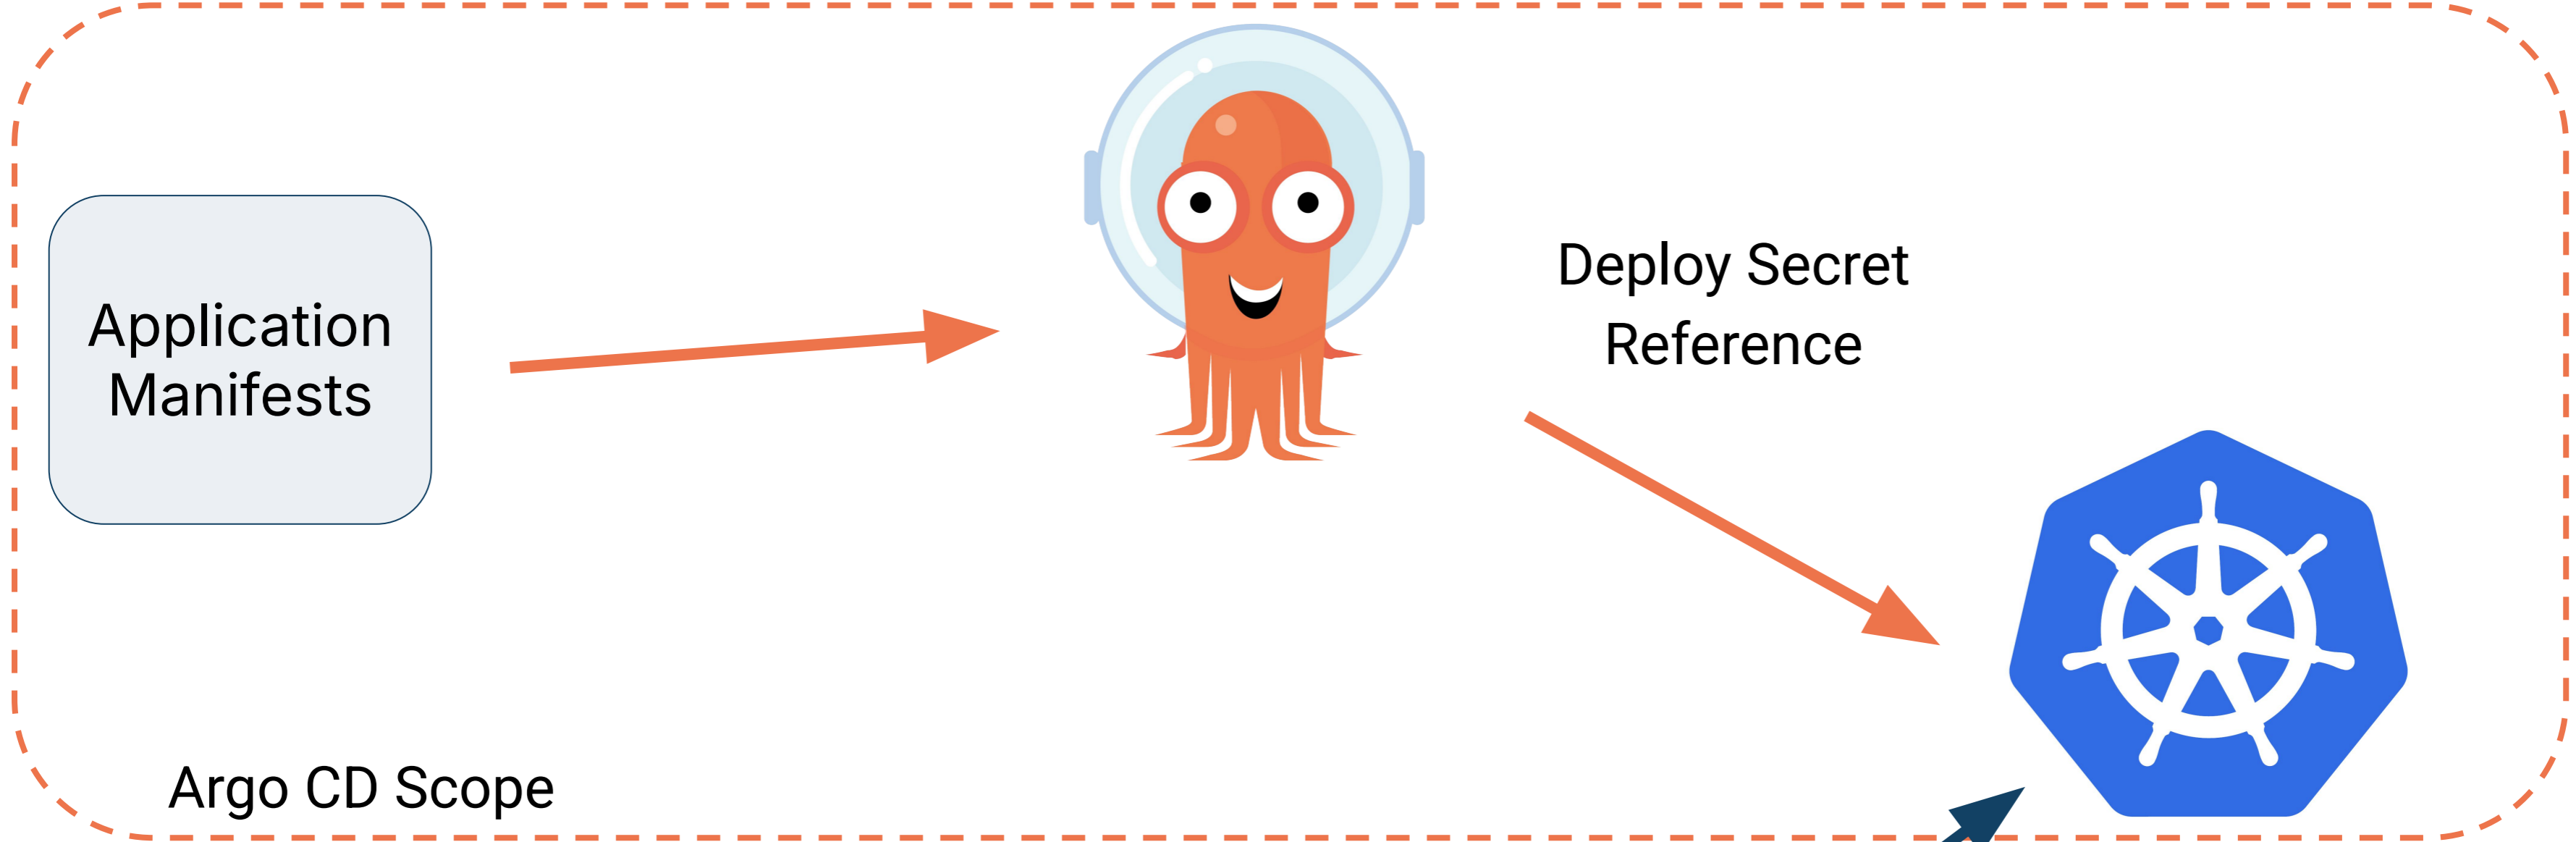 Application
Manifests
Deploy Secret
Reference
Argo CD Scope